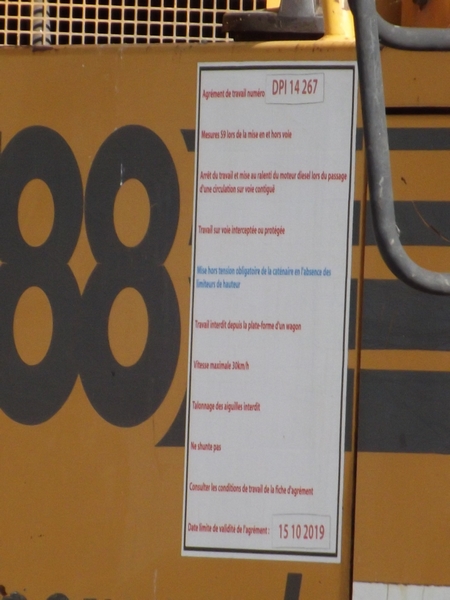 Agrément de travail numéro DPI 14 267
Mesures S9 lors de la mise en et hors voie
Arrêt du travail et mise au ralenti du moteur diesel lors du passage
d'une circulation sur voie contiguë
Travail sur voie interceptée ou protégée
Mise hors tension obligatoire de la caténaire en l'absence des
limiteurs de hauteur
Travail interdit depuis la plate-forme d'un wagon
Vitesse maximale 30km/h
Talonnage des aiguilles interdit
Ne shunte pas
Consulter les conditions de travail de la fiche d'agrément
Date limite de validité de l'agrément : 15 10 2019
88